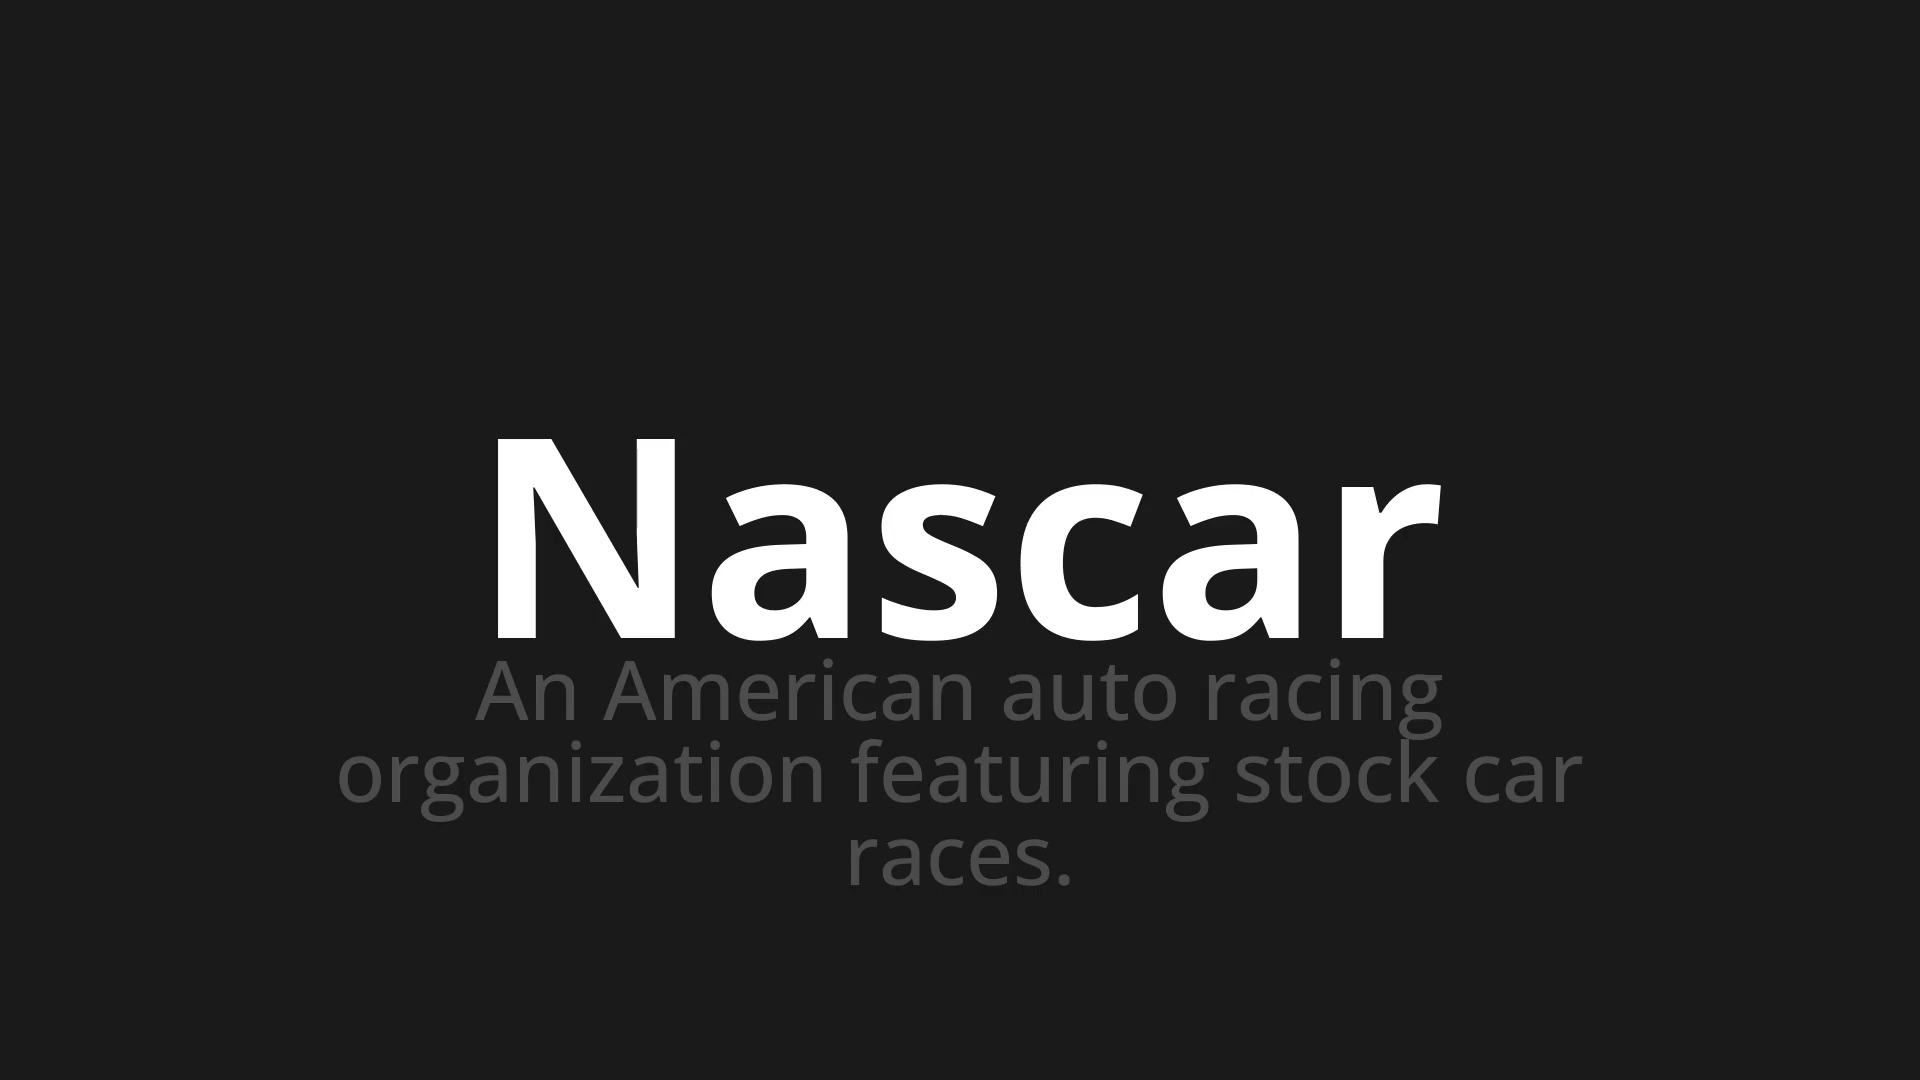 Nascar
An American auto racing
organization featuring stock car
races.